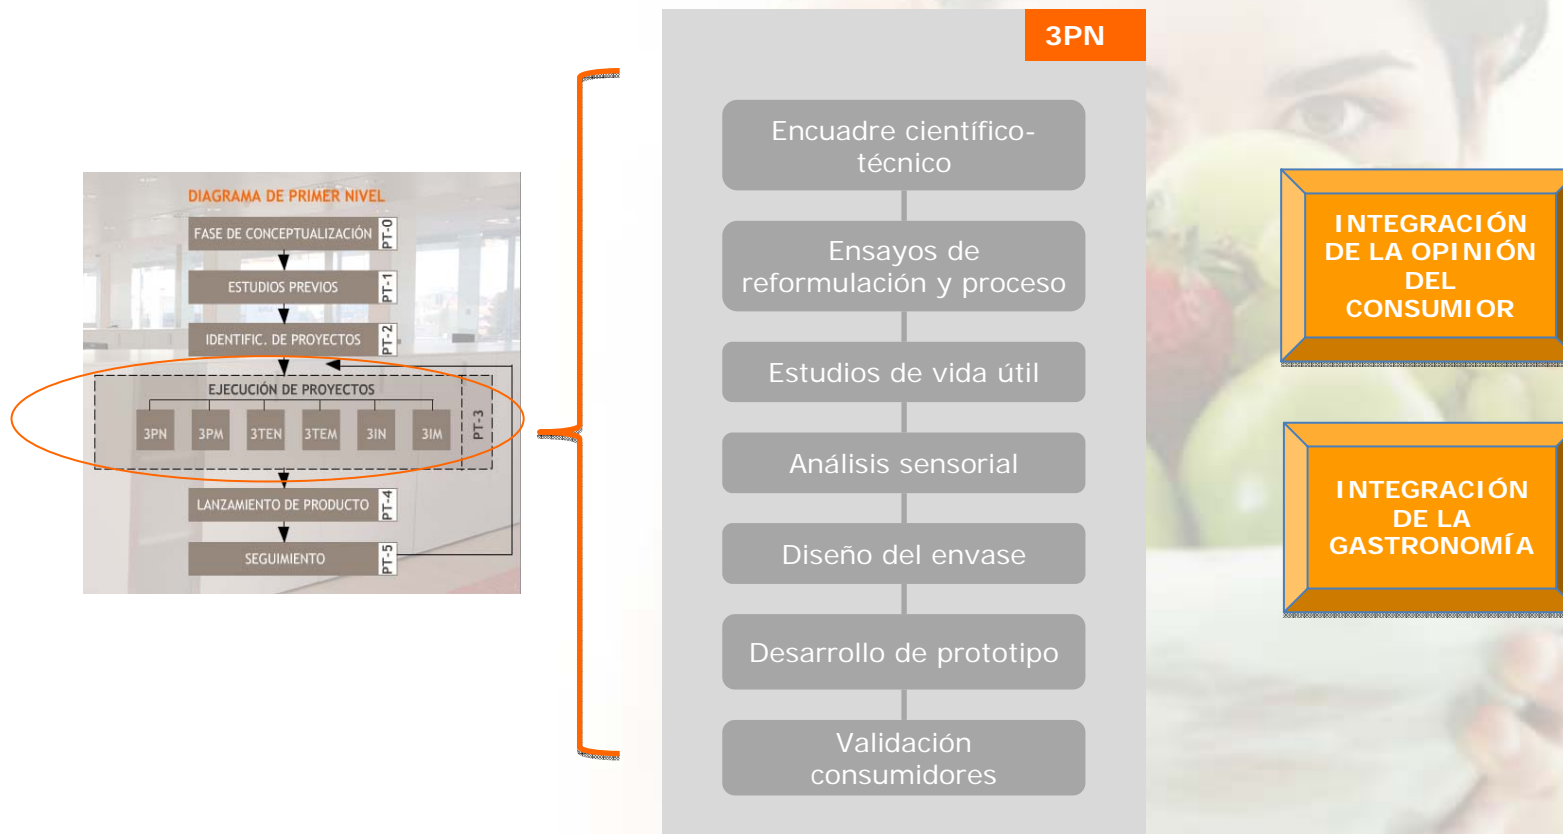 DIAGRAMA DE PRIMER NIVEL
FASE DE CONCEPTUALIZACIÓN
PT-0
ESTUDIOS PREVIOS
PT-1
IDENTIFIC. DE PROYECTOS
PT-2
EJECUCIÓN DE PROYECTOS
3PN 3PM 3TEN 3TEM 3IN 3IM
PT-3
LANZAMIENTO DE PRODUCTO
PT-4
SEGUIMIENTO
PT-5
3PN
Encuadre científico-
técnico
Ensayos de
reformulación y proceso
Estudios de vida útil
Análisis sensorial
Diseño del envase
Desarrollo de prototipo
Validación
consumidores
INTEGRACIÓN
DE LA OPINIÓN
DEL
CONSUMIOR
INTEGRACIÓN
DE LA
GASTRONOMÍA